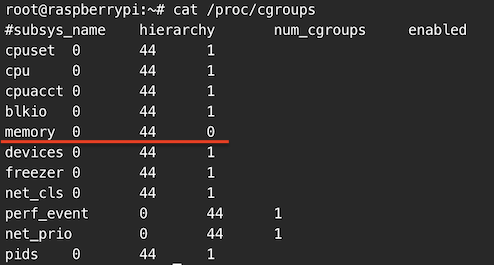 root@raspberrypi:~# cat /proc/cgroups
#subsys_name hierarchy num_cgroups enabled
cpuset 0 44 1
cpu 0 44 1
cpuacct 0 44 1
blkio 0 44 1
memory 0 44 0
devices 0 44 1
freezer 0 44 1
net_cls 0 44 1
perf_event 0 44 1
net_prio 0 44 1
pids 0 44 1